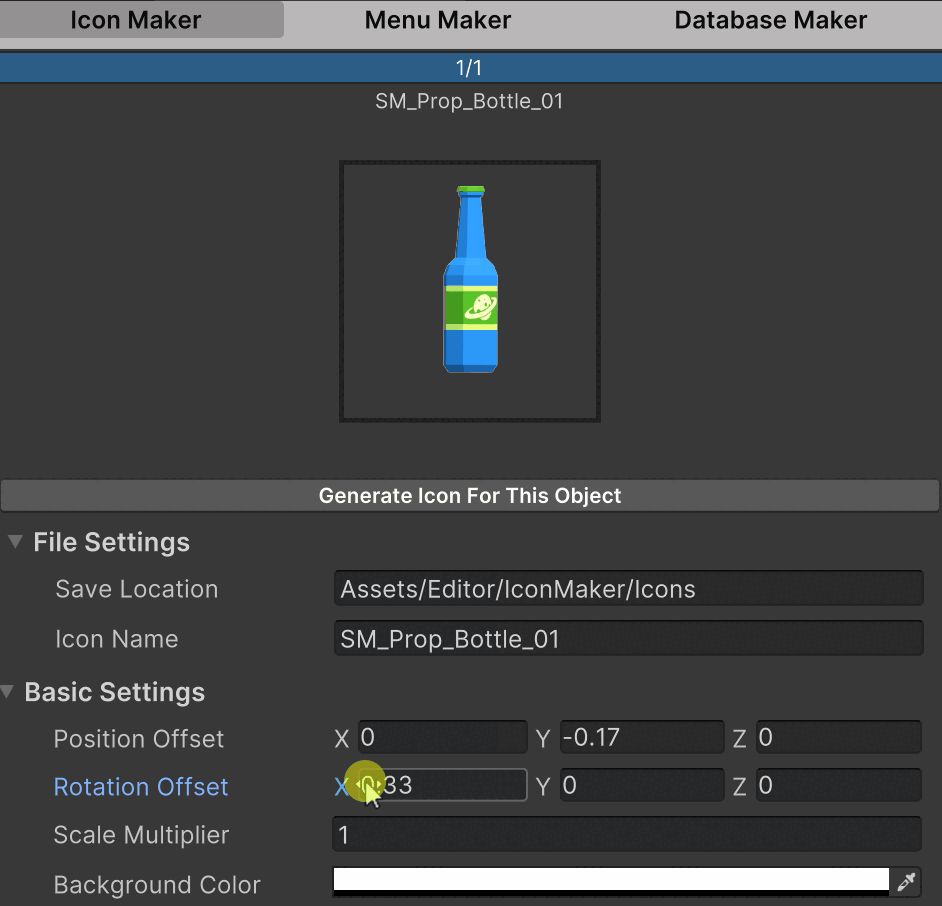 Icon Maker Menu Maker Database Maker
1/1
SM_Prop_Bottle_01
Generate Icon For This Object
File Settings
Save Location Assets/Editor/IconMaker/Icons
Icon Name SM_Prop_Bottle_01
Basic Settings
Position Offset X 0 Y -0.17 Z 0
Rotation Offset X 0.33 Y 0 Z 0
Scale Multiplier 1
Background Color